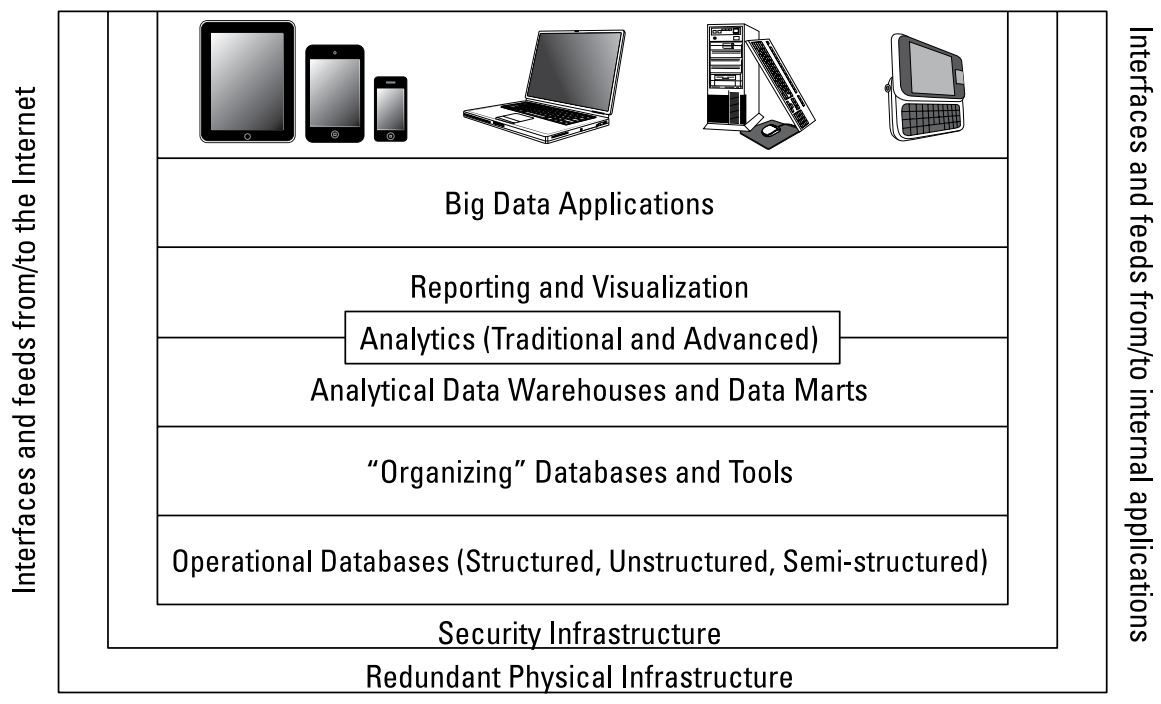 Interfaces and feeds from/to the Internet
Big Data Applications
Reporting and Visualization
Analytics (Traditional and Advanced)
Analytical Data Warehouses and Data Marts
“Organizing” Databases and Tools
Operational Databases (Structured, Unstructured, Semi-structured)
Security Infrastructure
Redundant Physical Infrastructure
Interfaces and feeds from/to internal applications